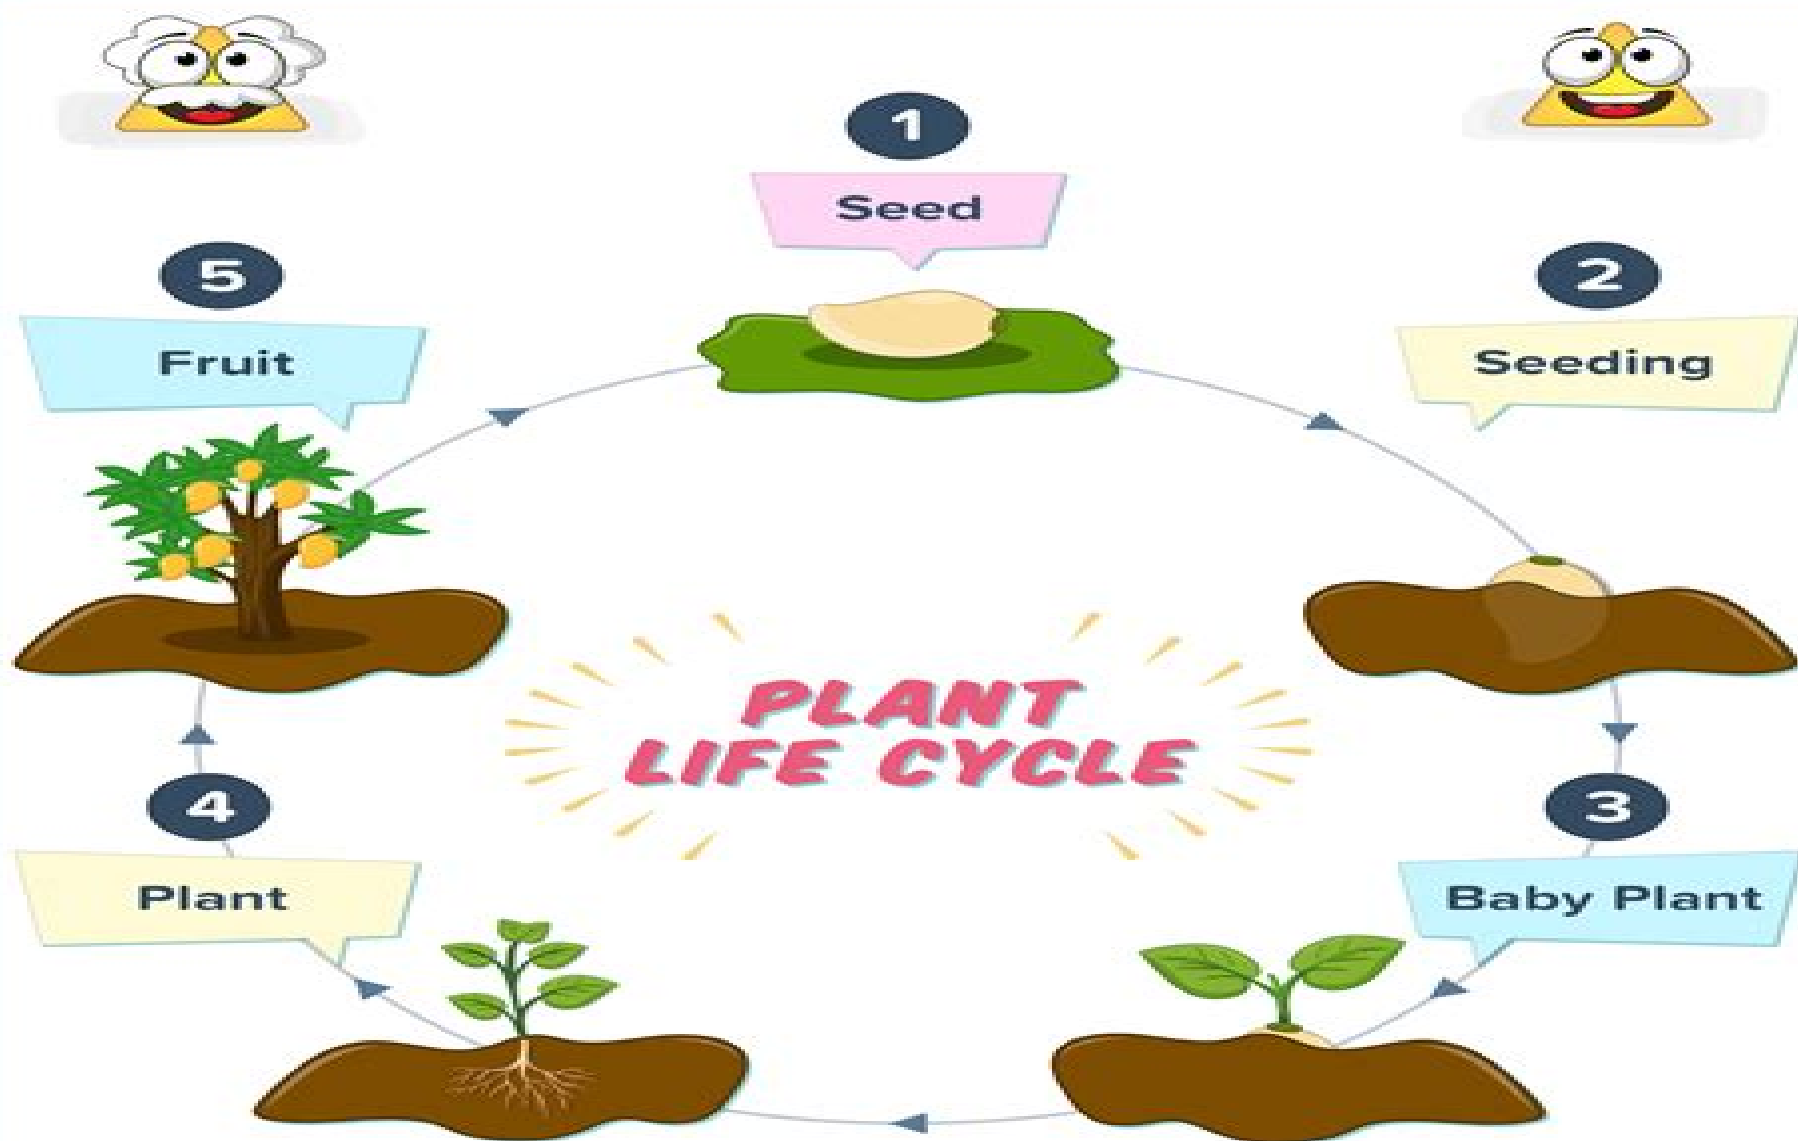 1
Seed
2
Seeding
3
Baby Plant
4
Plant
5
Fruit
PLANT
LIFE CYCLE